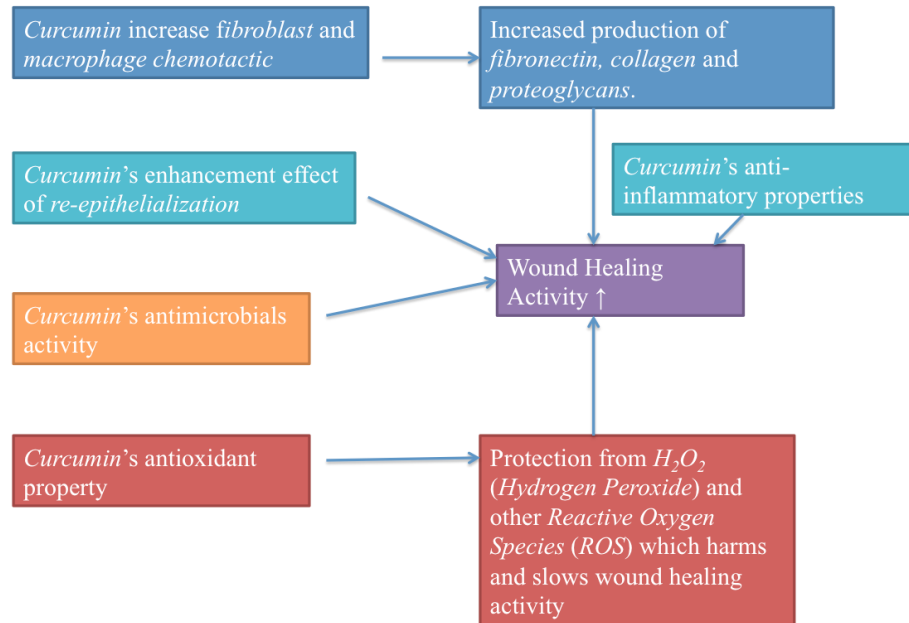 Curcumin increase fibroblast and
macrophage chemotactic
Increased production of
fibronectin, collagen and
proteoglycans.
Curcumin's enhancement effect
of re-epithelialization
Curcumin's anti-
inflammatory properties
Wound Healing
Activity ↑
Curcumin's antimicrobials
activity
Curcumin's antioxidant
property
Protection from H₂O₂
(Hydrogen Peroxide) and
other Reactive Oxygen
Species (ROS) which harms
and slows wound healing
activity